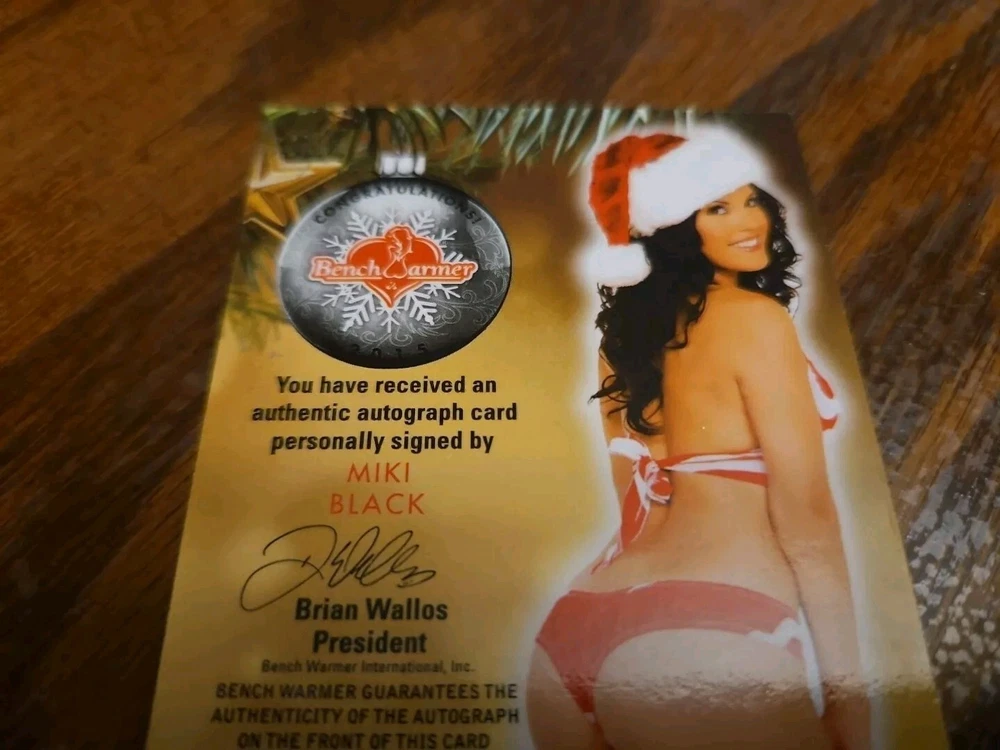 CONGRATULATIONS!
Bench Warmer
2015
You have received an
authentic autograph card
personally signed by
MIKI
BLACK
Brian Wallos
President
Bench Warmer International, Inc.
BENCH WARMER GUARANTEES THE
AUTHENTICITY OF THE AUTOGRAPH
ON THE FRONT OF THIS CARD